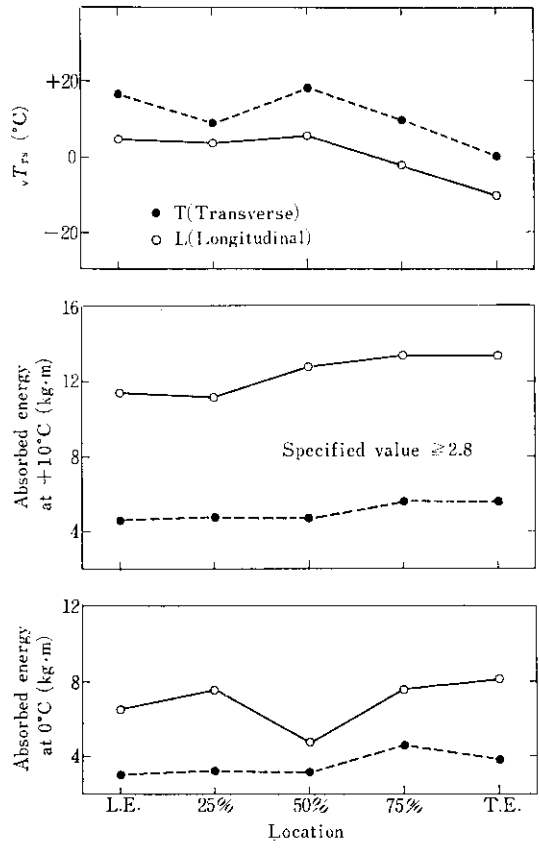 +20
0
−20
vTrs (°C)
● T(Transverse)
○ L(Longitudinal)
16
12
8
4
Absorbed energy
at +10°C (kg·m)
Specified value ≧2.8
12
8
4
Absorbed energy
at 0°C (kg·m)
L.E. 25% 50% 75% T.E.
Location